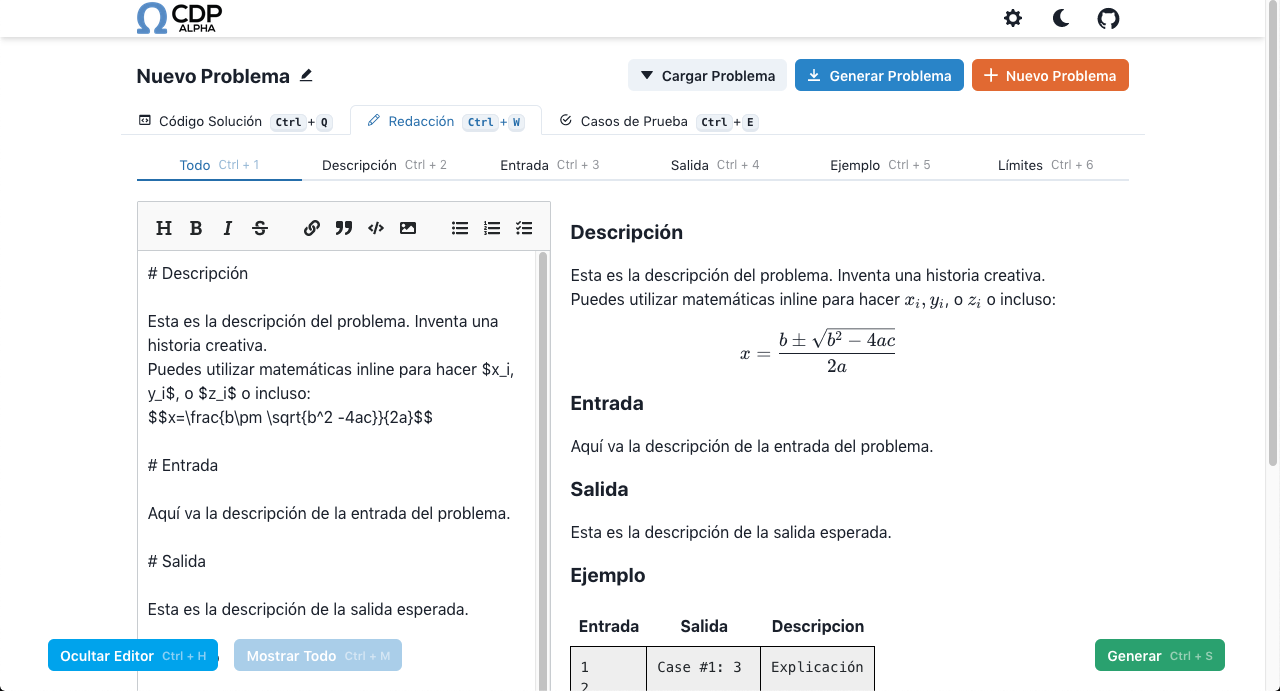 CDP
ALPHA
Nuevo Problema
Cargar Problema
Generar Problema
Nuevo Problema
Código Solución Ctrl + Q
Redacción Ctrl + W
Casos de Prueba Ctrl + E
Todo Ctrl + 1
Descripción Ctrl + 2
Entrada Ctrl + 3
Salida Ctrl + 4
Ejemplo Ctrl + 5
Límites Ctrl + 6
# Descripción
Esta es la descripción del problema. Inventa una
historia creativa.
Puedes utilizar matemáticas inline para hacer $x_i,
y_i$, o $z_i$ o incluso:
$$x=\frac{b\pm \sqrt{b^2 -4ac}}{2a}$$
# Entrada
Aquí va la descripción de la entrada del problema.
# Salida
Esta es la descripción de la salida esperada.
Descripción
Esta es la descripción del problema. Inventa una historia creativa.
Puedes utilizar matemáticas inline para hacer x_i, y_i, o z_i o incluso:
x = \frac{b ± \sqrt{b^2 − 4ac}}{2a}
Entrada
Aquí va la descripción de la entrada del problema.
Salida
Esta es la descripción de la salida esperada.
Ejemplo
Entrada Salida Descripcion
1 Case #1: 3 Explicación
2
Ocultar Editor Ctrl + H
Mostrar Todo Ctrl + M
Generar Ctrl + S